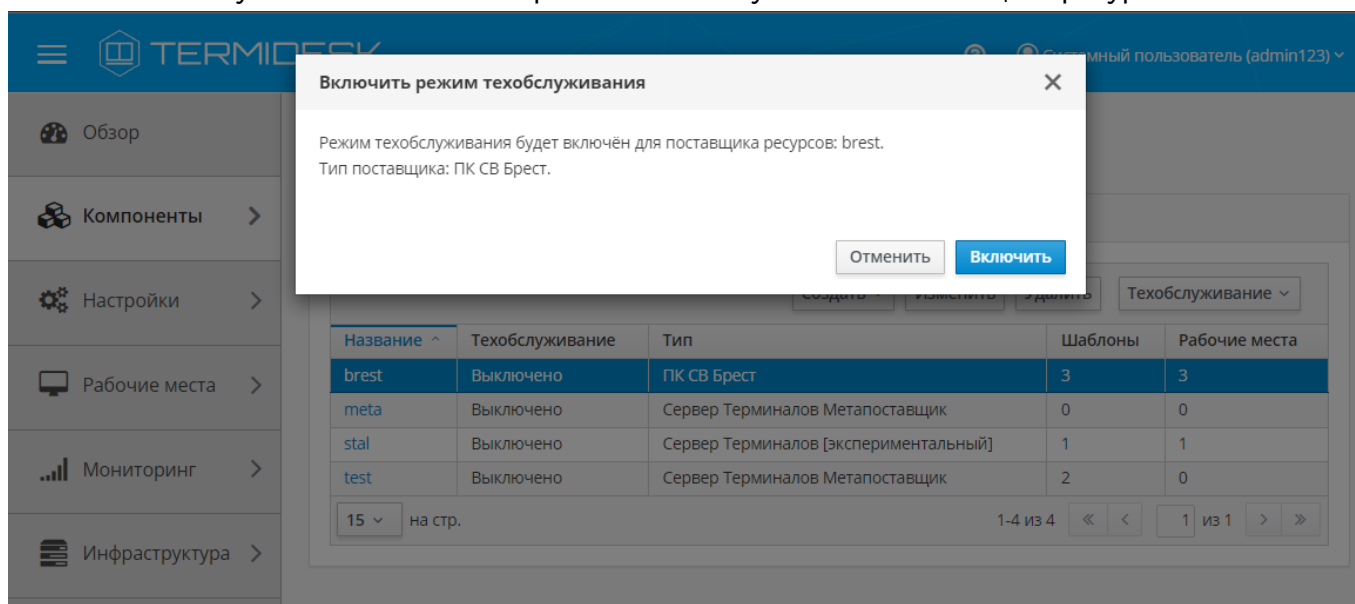 TERMIDESK
Системный пользователь (admin123)
Включить режим техобслуживания
Режим техобслуживания будет включён для поставщика ресурсов: brest.
Тип поставщика: ПК СВ Брест.
Отменить Включить
Обзор
Компоненты
Настройки
Рабочие места
Мониторинг
Инфраструктура
Создать Изменить Удалить Техобслуживание
Название Техобслуживание Тип Шаблоны Рабочие места
brest Выключено ПК СВ Брест 3 3
meta Выключено Сервер Терминалов Метапоставщик 0 0
stal Выключено Сервер Терминалов [экспериментальный] 1 1
test Выключено Сервер Терминалов Метапоставщик 2 0
15 на стр. 1-4 из 4 « < 1 из 1 > »